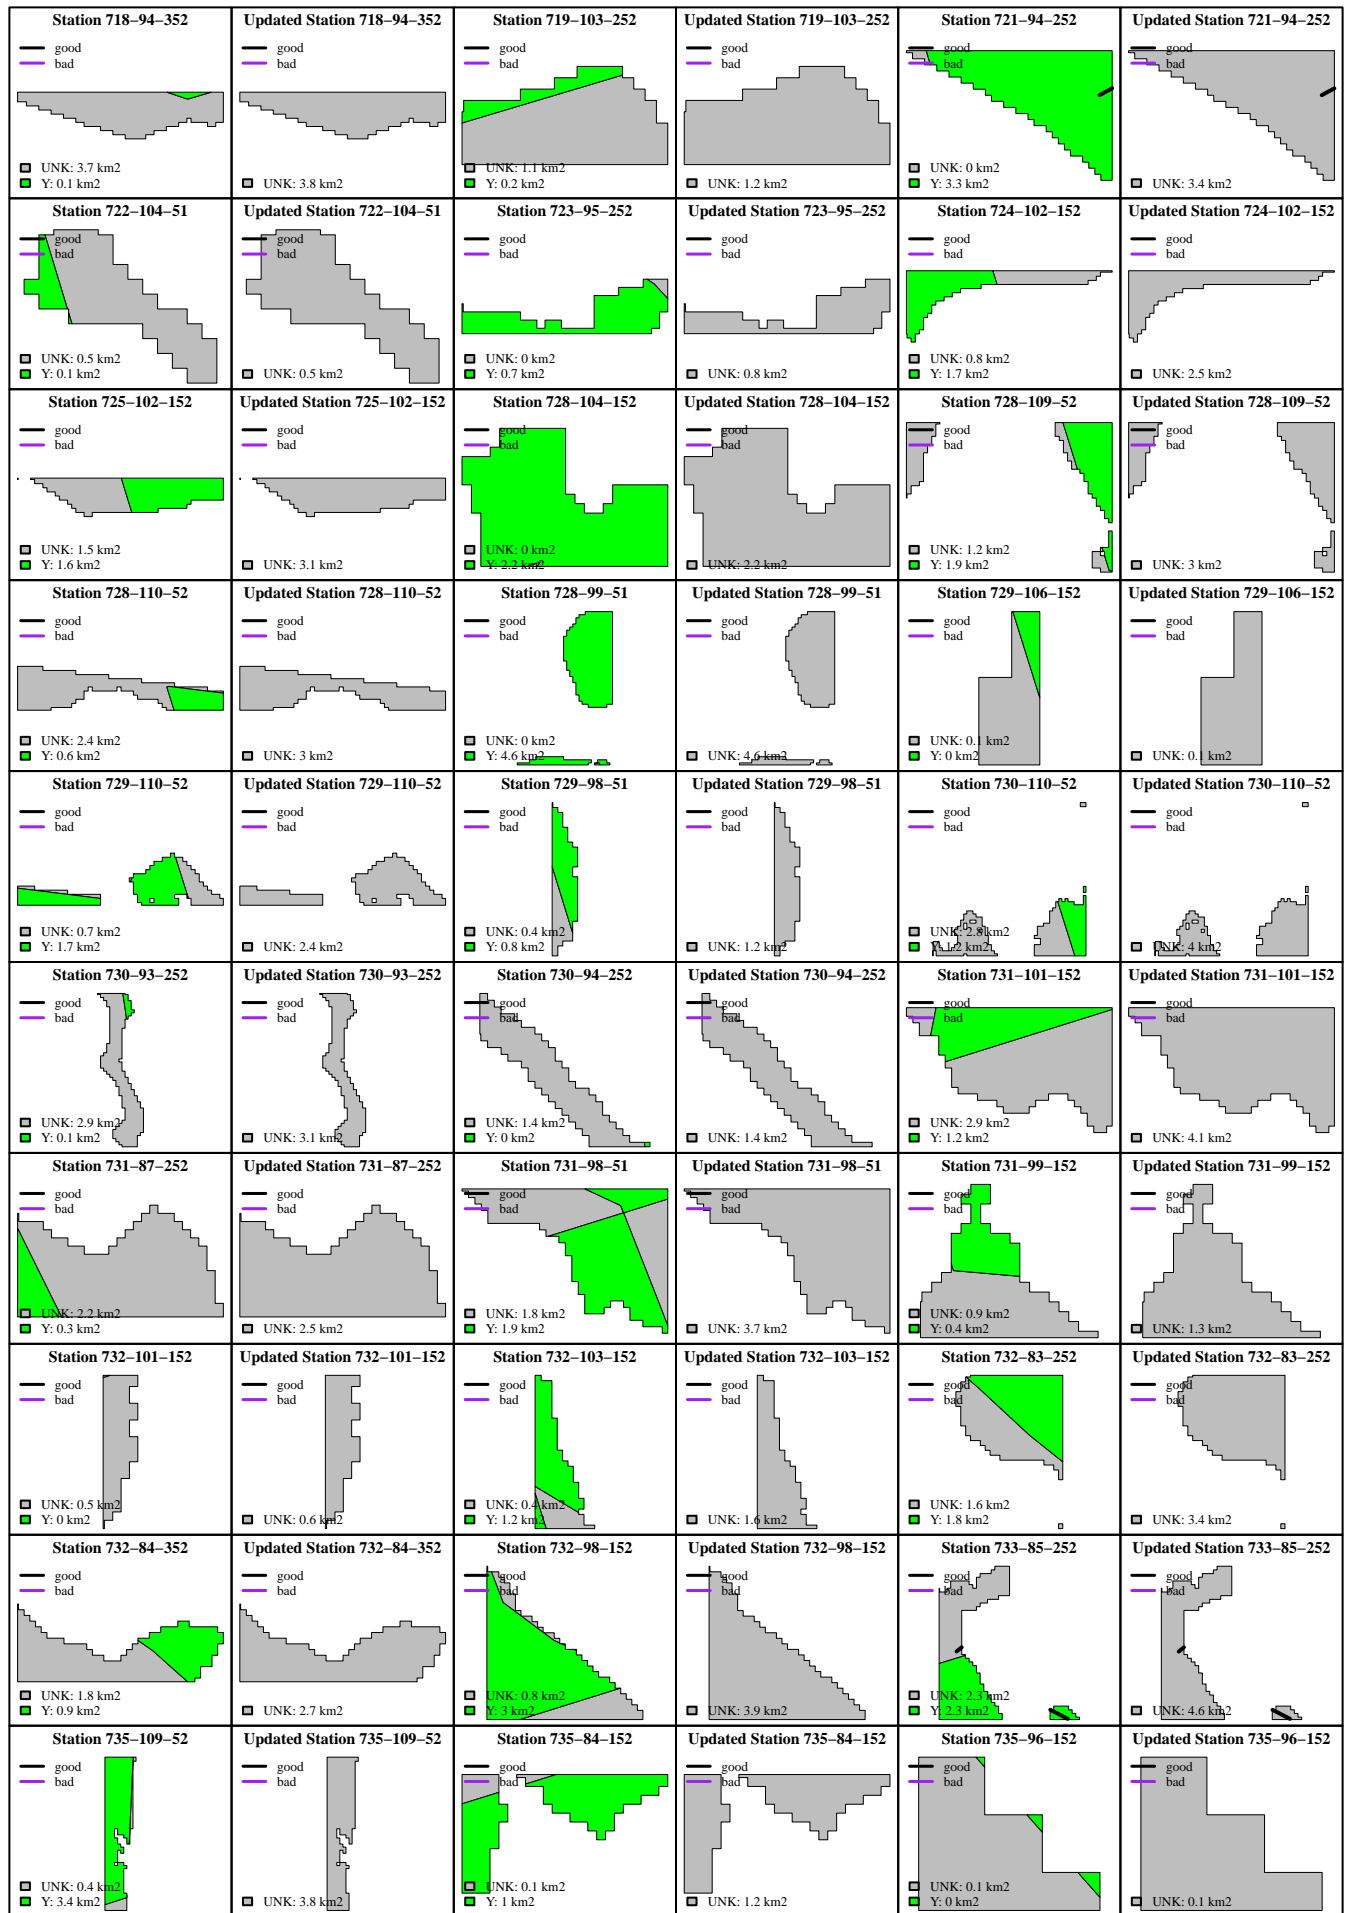 Station 718−94−352
good
bad
UNK: 3.7 km2
Y: 0.1 km2
Updated Station 718−94−352
good
bad
UNK: 3.8 km2
Station 719−103−252
good
bad
UNK: 1.1 km2
Y: 0.2 km2
Updated Station 719−103−252
good
bad
UNK: 1.2 km2
Station 721−94−252
good
bad
UNK: 0 km2
Y: 3.3 km2
Updated Station 721−94−252
good
bad
UNK: 3.4 km2
Station 722−104−51
good
bad
UNK: 0.5 km2
Y: 0.1 km2
Updated Station 722−104−51
good
bad
UNK: 0.5 km2
Station 723−95−252
good
bad
UNK: 0 km2
Y: 0.7 km2
Updated Station 723−95−252
good
bad
UNK: 0.8 km2
Station 724−102−152
good
bad
UNK: 0.8 km2
Y: 1.7 km2
Updated Station 724−102−152
good
bad
UNK: 2.5 km2
Station 725−102−152
good
bad
UNK: 1.5 km2
Y: 1.6 km2
Updated Station 725−102−152
good
bad
UNK: 3.1 km2
Station 728−104−152
good
bad
UNK: 0 km2
Y: 2.2 km2
Updated Station 728−104−152
good
bad
UNK: 2.2 km2
Station 728−109−52
good
bad
UNK: 1.2 km2
Y: 1.9 km2
Updated Station 728−109−52
good
bad
UNK: 3 km2
Station 728−110−52
good
bad
UNK: 2.4 km2
Y: 0.6 km2
Updated Station 728−110−52
good
bad
UNK: 3 km2
Station 728−99−51
good
bad
UNK: 0 km2
Y: 4.6 km2
Updated Station 728−99−51
good
bad
UNK: 4.6 km2
Station 729−106−152
good
bad
UNK: 0.1 km2
Y: 0 km2
Updated Station 729−106−152
good
bad
UNK: 0.1 km2
Station 729−110−52
good
bad
UNK: 0.7 km2
Y: 1.7 km2
Updated Station 729−110−52
good
bad
UNK: 2.4 km2
Station 729−98−51
good
bad
UNK: 0.4 km2
Y: 0.8 km2
Updated Station 729−98−51
good
bad
UNK: 1.2 km2
Station 730−110−52
good
bad
UNK: 2.8 km2
Y: 1.2 km2
Updated Station 730−110−52
good
bad
UNK: 4 km2
Station 730−93−252
good
bad
UNK: 2.9 km2
Y: 0.1 km2
Updated Station 730−93−252
good
bad
UNK: 3.1 km2
Station 730−94−252
good
bad
UNK: 1.4 km2
Y: 0 km2
Updated Station 730−94−252
good
bad
UNK: 1.4 km2
Station 731−101−152
good
bad
UNK: 2.9 km2
Y: 1.2 km2
Updated Station 731−101−152
good
bad
UNK: 4.1 km2
Station 731−87−252
good
bad
UNK: 2.2 km2
Y: 0.3 km2
Updated Station 731−87−252
good
bad
UNK: 2.5 km2
Station 731−98−51
good
bad
UNK: 1.8 km2
Y: 1.9 km2
Updated Station 731−98−51
good
bad
UNK: 3.7 km2
Station 731−99−152
good
bad
UNK: 0.9 km2
Y: 0.4 km2
Updated Station 731−99−152
good
bad
UNK: 1.3 km2
Station 732−101−152
good
bad
UNK: 0.5 km2
Y: 0 km2
Updated Station 732−101−152
good
bad
UNK: 0.6 km2
Station 732−103−152
good
bad
UNK: 0.4 km2
Y: 1.2 km2
Updated Station 732−103−152
good
bad
UNK: 1.6 km2
Station 732−83−252
good
bad
UNK: 1.6 km2
Y: 1.8 km2
Updated Station 732−83−252
good
bad
UNK: 3.4 km2
Station 732−84−352
good
bad
UNK: 1.8 km2
Y: 0.9 km2
Updated Station 732−84−352
good
bad
UNK: 2.7 km2
Station 732−98−152
good
bad
UNK: 0.8 km2
Y: 3 km2
Updated Station 732−98−152
good
bad
UNK: 3.9 km2
Station 733−85−252
good
bad
UNK: 2.3 km2
Y: 2.3 km2
Updated Station 733−85−252
good
bad
UNK: 4.6 km2
Station 735−109−52
good
bad
UNK: 0.4 km2
Y: 3.4 km2
Updated Station 735−109−52
good
bad
UNK: 3.8 km2
Station 735−84−152
good
bad
UNK: 0.1 km2
Y: 1 km2
Updated Station 735−84−152
good
bad
UNK: 1.2 km2
Station 735−96−152
good
bad
UNK: 0.1 km2
Y: 0 km2
Updated Station 735−96−152
good
bad
UNK: 0.1 km2